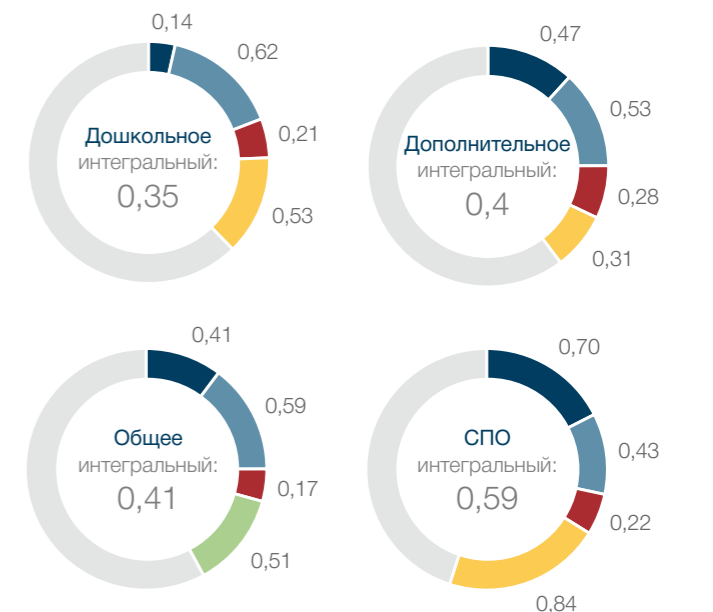 0,14
0,62
0,21
0,53
Дошкольное
интегральный:
0,35
0,47
0,53
0,28
0,31
Дополнительное
интегральный:
0,4
0,41
0,59
0,17
0,51
Общее
интегральный:
0,41
0,70
0,43
0,22
0,84
СПО
интегральный:
0,59